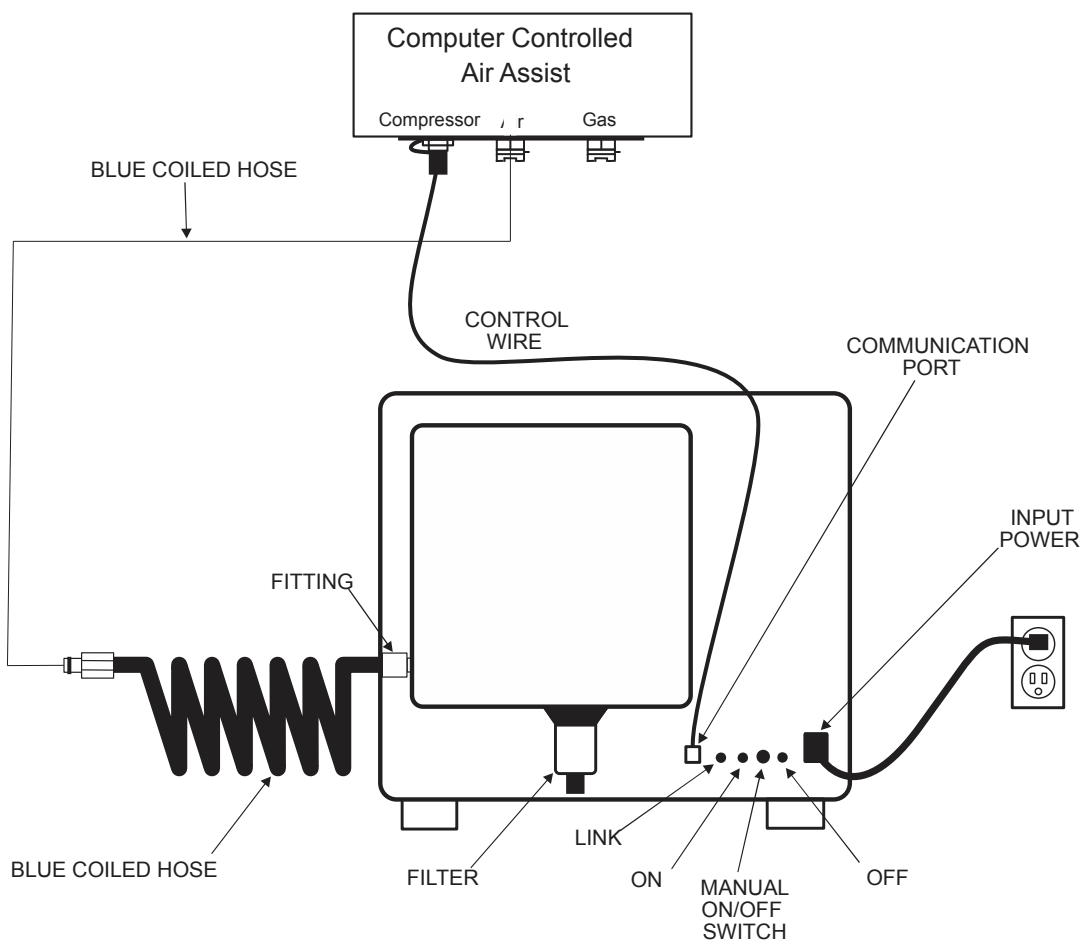 Computer Controlled
Air Assist
Compressor
Gas
BLUE COILED HOSE
CONTROL
WIRE
COMMUNICATION
PORT
INPUT
POWER
FITTING
BLUE COILED HOSE
FILTER
LINK
ON
MANUAL
ON/OFF
SWITCH
OFF